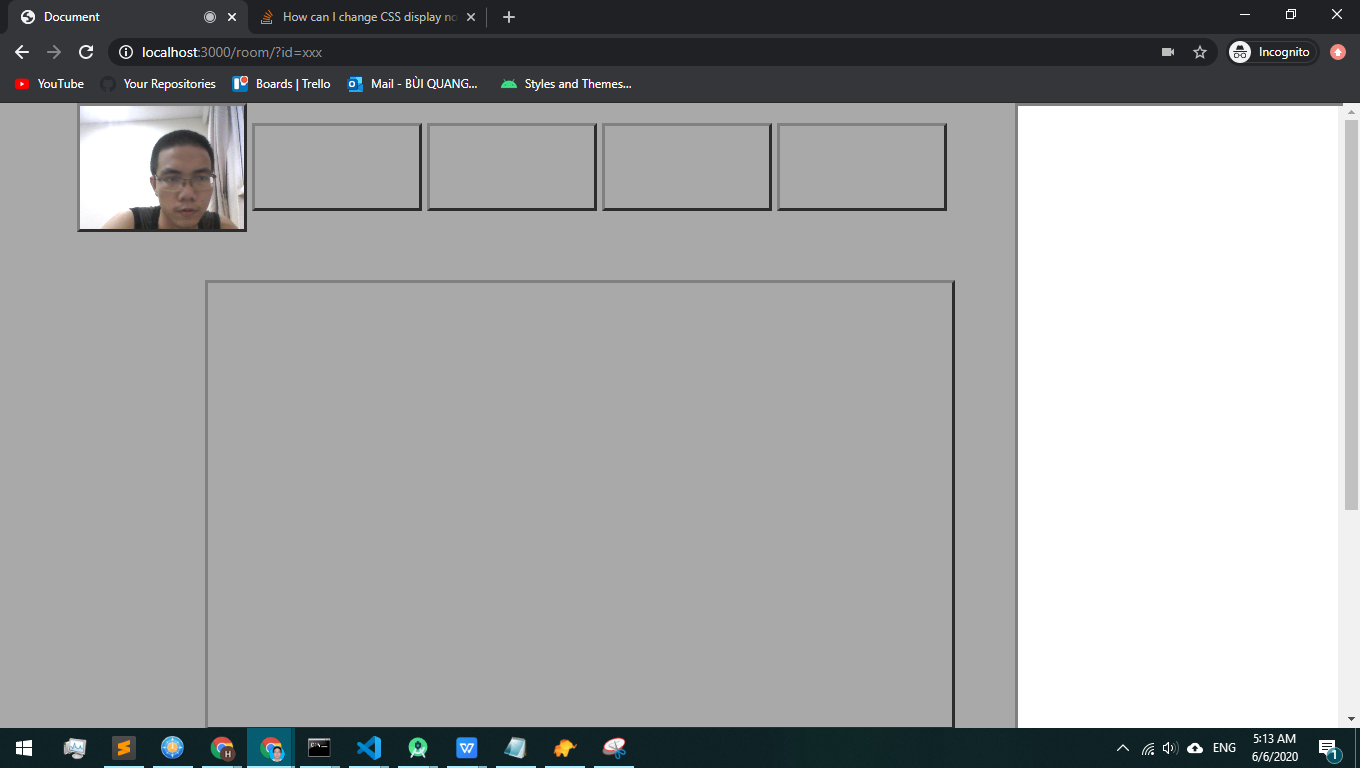 Document
How can I change CSS display no
localhost:3000/room/?id=xxx
Incognito
YouTube
Your Repositories
Boards | Trello
Mail - BÙI QUANG...
Styles and Themes...
H
W
ENG
5:13 AM
6/6/2020
1